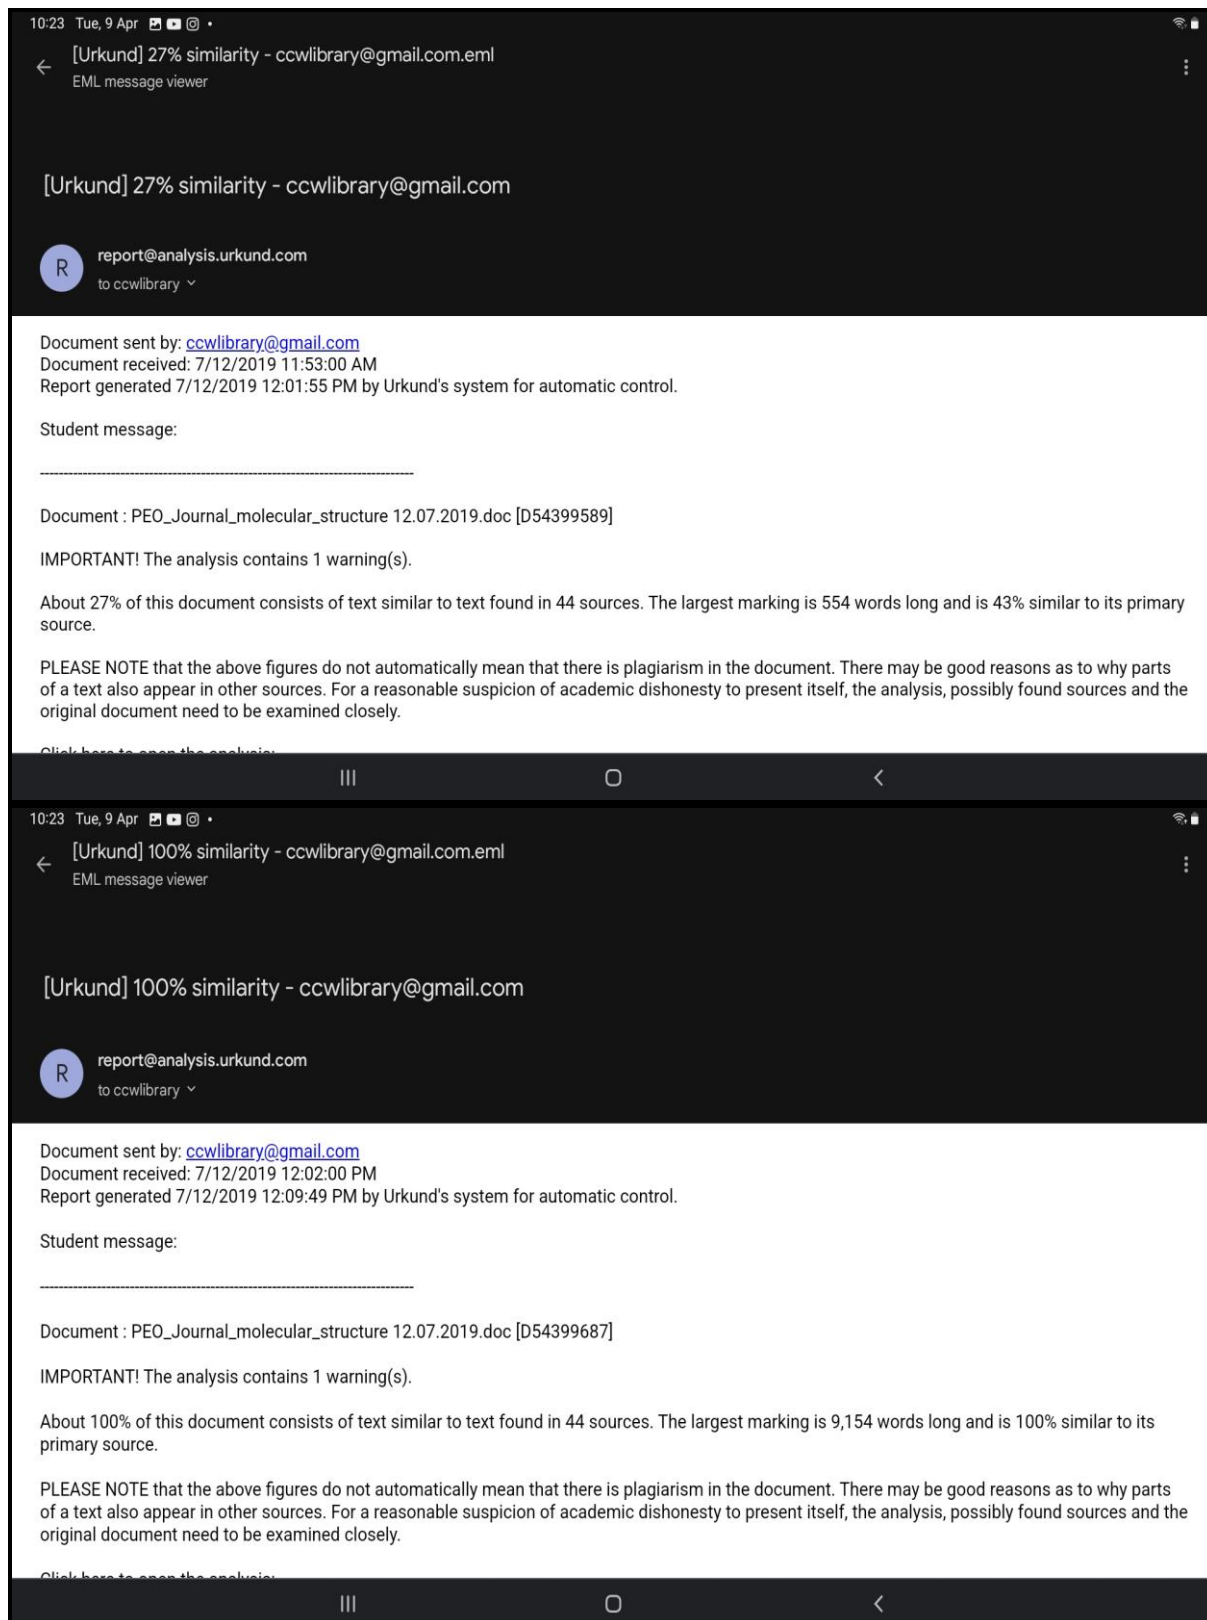 10:23 Tue, 9 Apr
[Urkund] 27% similarity - ccwlibrary@gmail.com.eml
EML message viewer
[Urkund] 27% similarity - ccwlibrary@gmail.com
R
report@analysis.urkund.com
to ccwlibrary
Document sent by: ccwlibrary@gmail.com
Document received: 7/12/2019 11:53:00 AM
Report generated 7/12/2019 12:01:55 PM by Urkund's system for automatic control.
Student message:
--------------------------------------------------------------------------------
Document : PEO_Journal_molecular_structure 12.07.2019.doc [D54399589]
IMPORTANT! The analysis contains 1 warning(s).
About 27% of this document consists of text similar to text found in 44 sources. The largest marking is 554 words long and is 43% similar to its primary
source.
PLEASE NOTE that the above figures do not automatically mean that there is plagiarism in the document. There may be good reasons as to why parts
of a text also appear in other sources. For a reasonable suspicion of academic dishonesty to present itself, the analysis, possibly found sources and the
original document need to be examined closely.
Click here to open the analysis:
10:23 Tue, 9 Apr
[Urkund] 100% similarity - ccwlibrary@gmail.com.eml
EML message viewer
[Urkund] 100% similarity - ccwlibrary@gmail.com
R
report@analysis.urkund.com
to ccwlibrary
Document sent by: ccwlibrary@gmail.com
Document received: 7/12/2019 12:02:00 PM
Report generated 7/12/2019 12:09:49 PM by Urkund's system for automatic control.
Student message:
--------------------------------------------------------------------------------
Document : PEO_Journal_molecular_structure 12.07.2019.doc [D54399687]
IMPORTANT! The analysis contains 1 warning(s).
About 100% of this document consists of text similar to text found in 44 sources. The largest marking is 9,154 words long and is 100% similar to its
primary source.
PLEASE NOTE that the above figures do not automatically mean that there is plagiarism in the document. There may be good reasons as to why parts
of a text also appear in other sources. For a reasonable suspicion of academic dishonesty to present itself, the analysis, possibly found sources and the
original document need to be examined closely.
Click here to open the analysis: